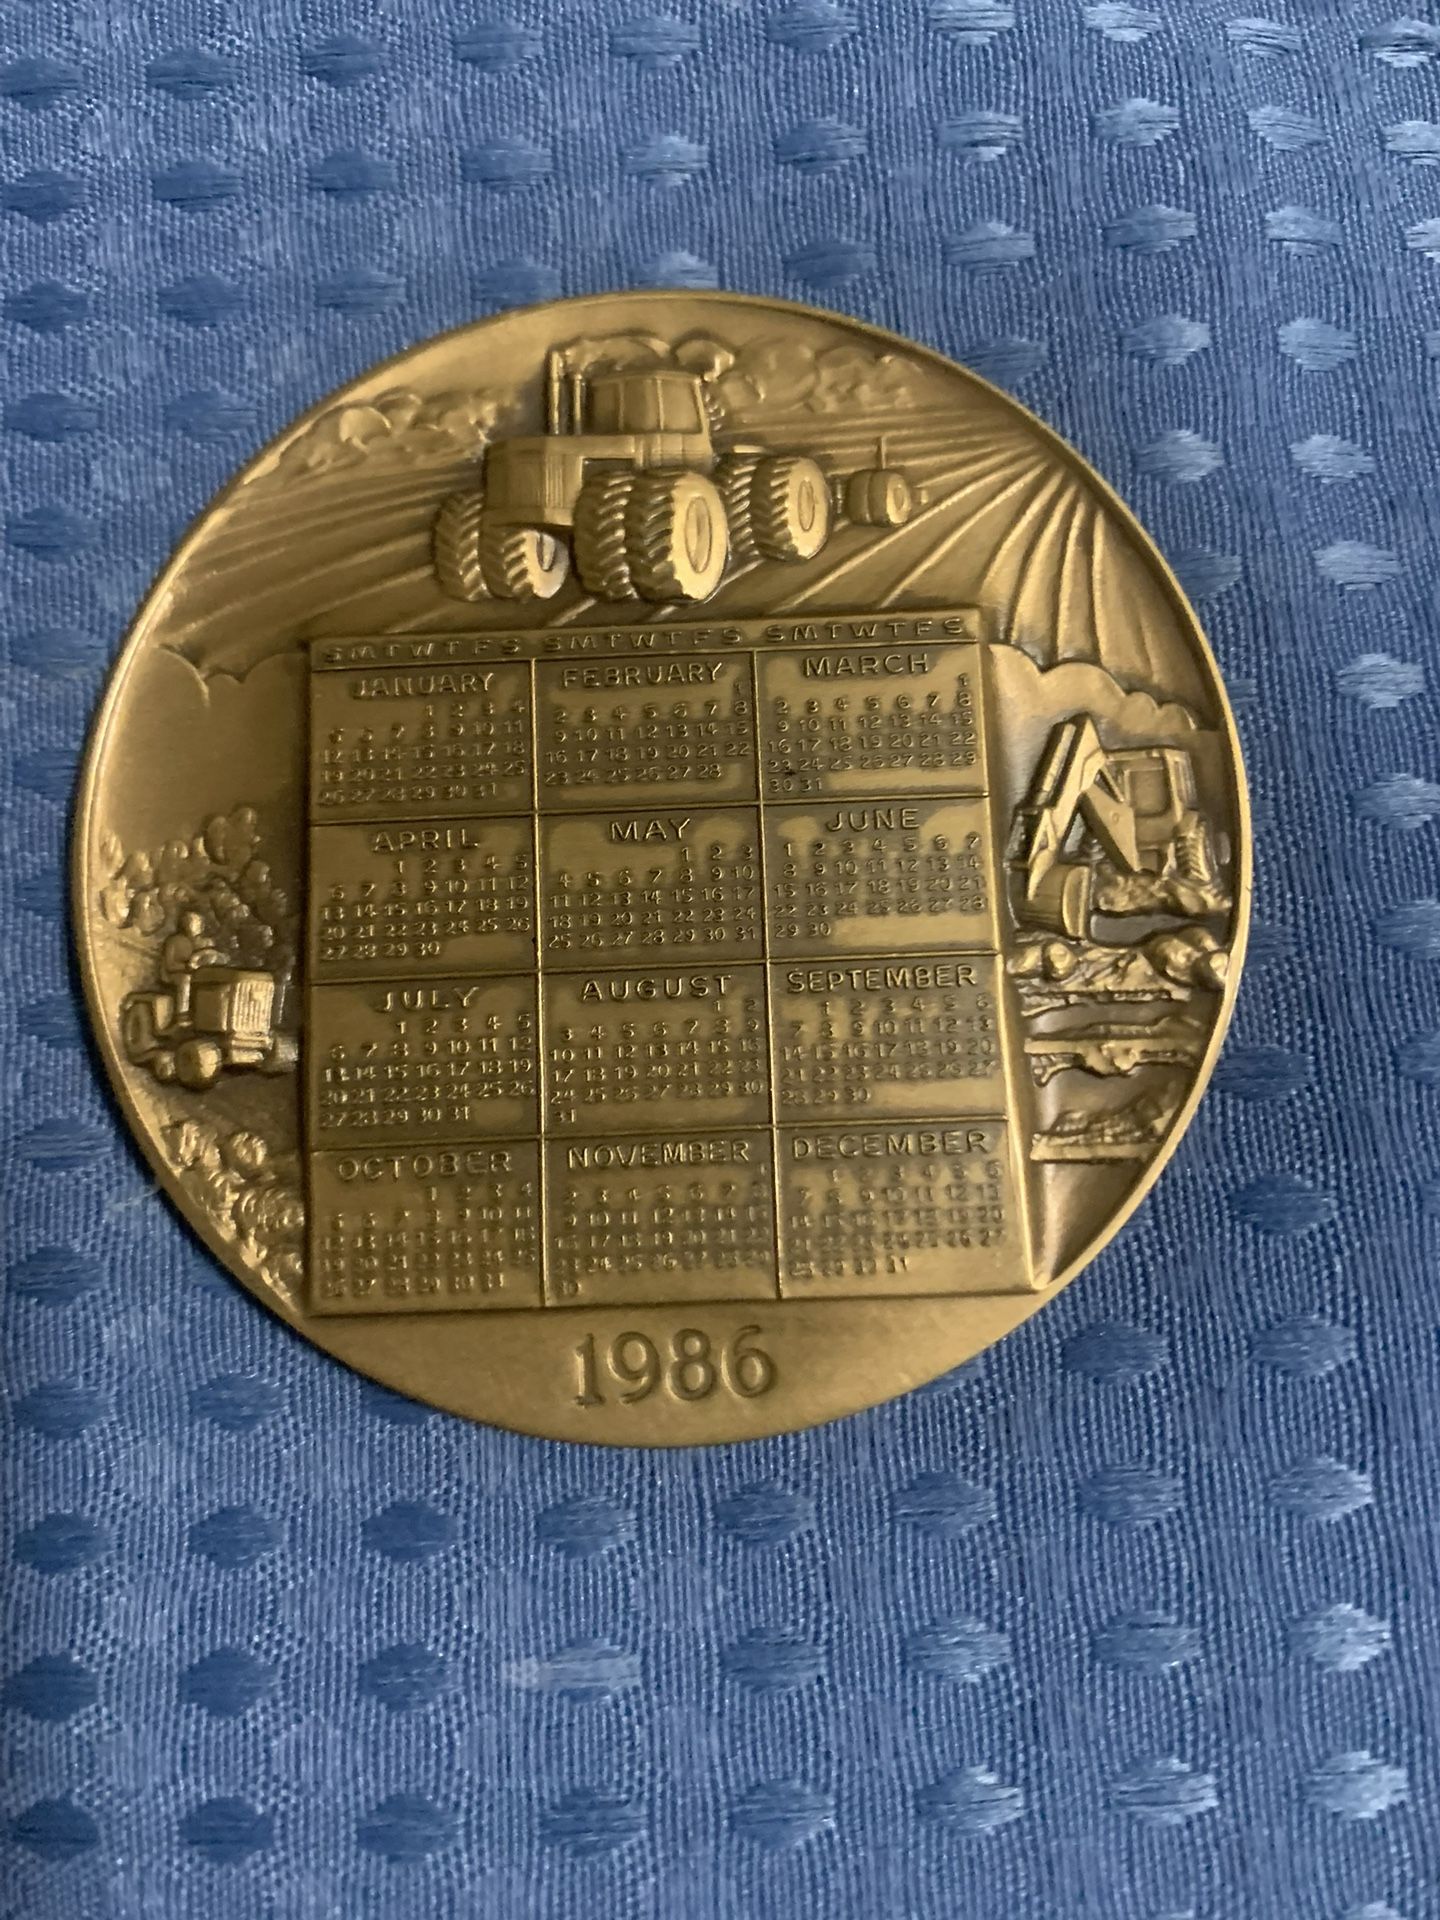 S M T W T F S S M T W T F S S M T W T F S
JANUARY FEBRUARY MARCH
1 2 3 4 1 1
5 6 7 8 9 10 11 2 3 4 5 6 7 8 2 3 4 5 6 7 8
12 13 14 15 16 17 18 9 10 11 12 13 14 15 9 10 11 12 13 14 15
19 20 21 22 23 24 25 16 17 18 19 20 21 22 16 17 18 19 20 21 22
26 27 28 29 30 31 23 24 25 26 27 28 23 24 25 26 27 28 29
30 31
APRIL MAY JUNE
1 2 3 4 5 1 2 3 1 2 3 4 5 6 7
6 7 8 9 10 11 12 4 5 6 7 8 9 10 8 9 10 11 12 13 14
13 14 15 16 17 18 19 11 12 13 14 15 16 17 15 16 17 18 19 20 21
20 21 22 23 24 25 26 18 19 20 21 22 23 24 22 23 24 25 26 27 28
27 28 29 30 25 26 27 28 29 30 31 29 30
JULY AUGUST SEPTEMBER
1 2 3 4 5 1 2 1 2 3 4 5 6
6 7 8 9 10 11 12 3 4 5 6 7 8 9 7 8 9 10 11 12 13
13 14 15 16 17 18 19 10 11 12 13 14 15 16 14 15 16 17 18 19 20
20 21 22 23 24 25 26 17 18 19 20 21 22 23 21 22 23 24 25 26 27
27 28 29 30 31 24 25 26 27 28 29 30 28 29 30
31
OCTOBER NOVEMBER DECEMBER
1 2 3 4 1 1 2 3 4 5 6
5 6 7 8 9 10 11 2 3 4 5 6 7 8 7 8 9 10 11 12 13
12 13 14 15 16 17 18 9 10 11 12 13 14 15 14 15 16 17 18 19 20
19 20 21 22 23 24 25 16 17 18 19 20 21 22 21 22 23 24 25 26 27
26 27 28 29 30 31 23 24 25 26 27 28 29 28 29 30 31
30
1986